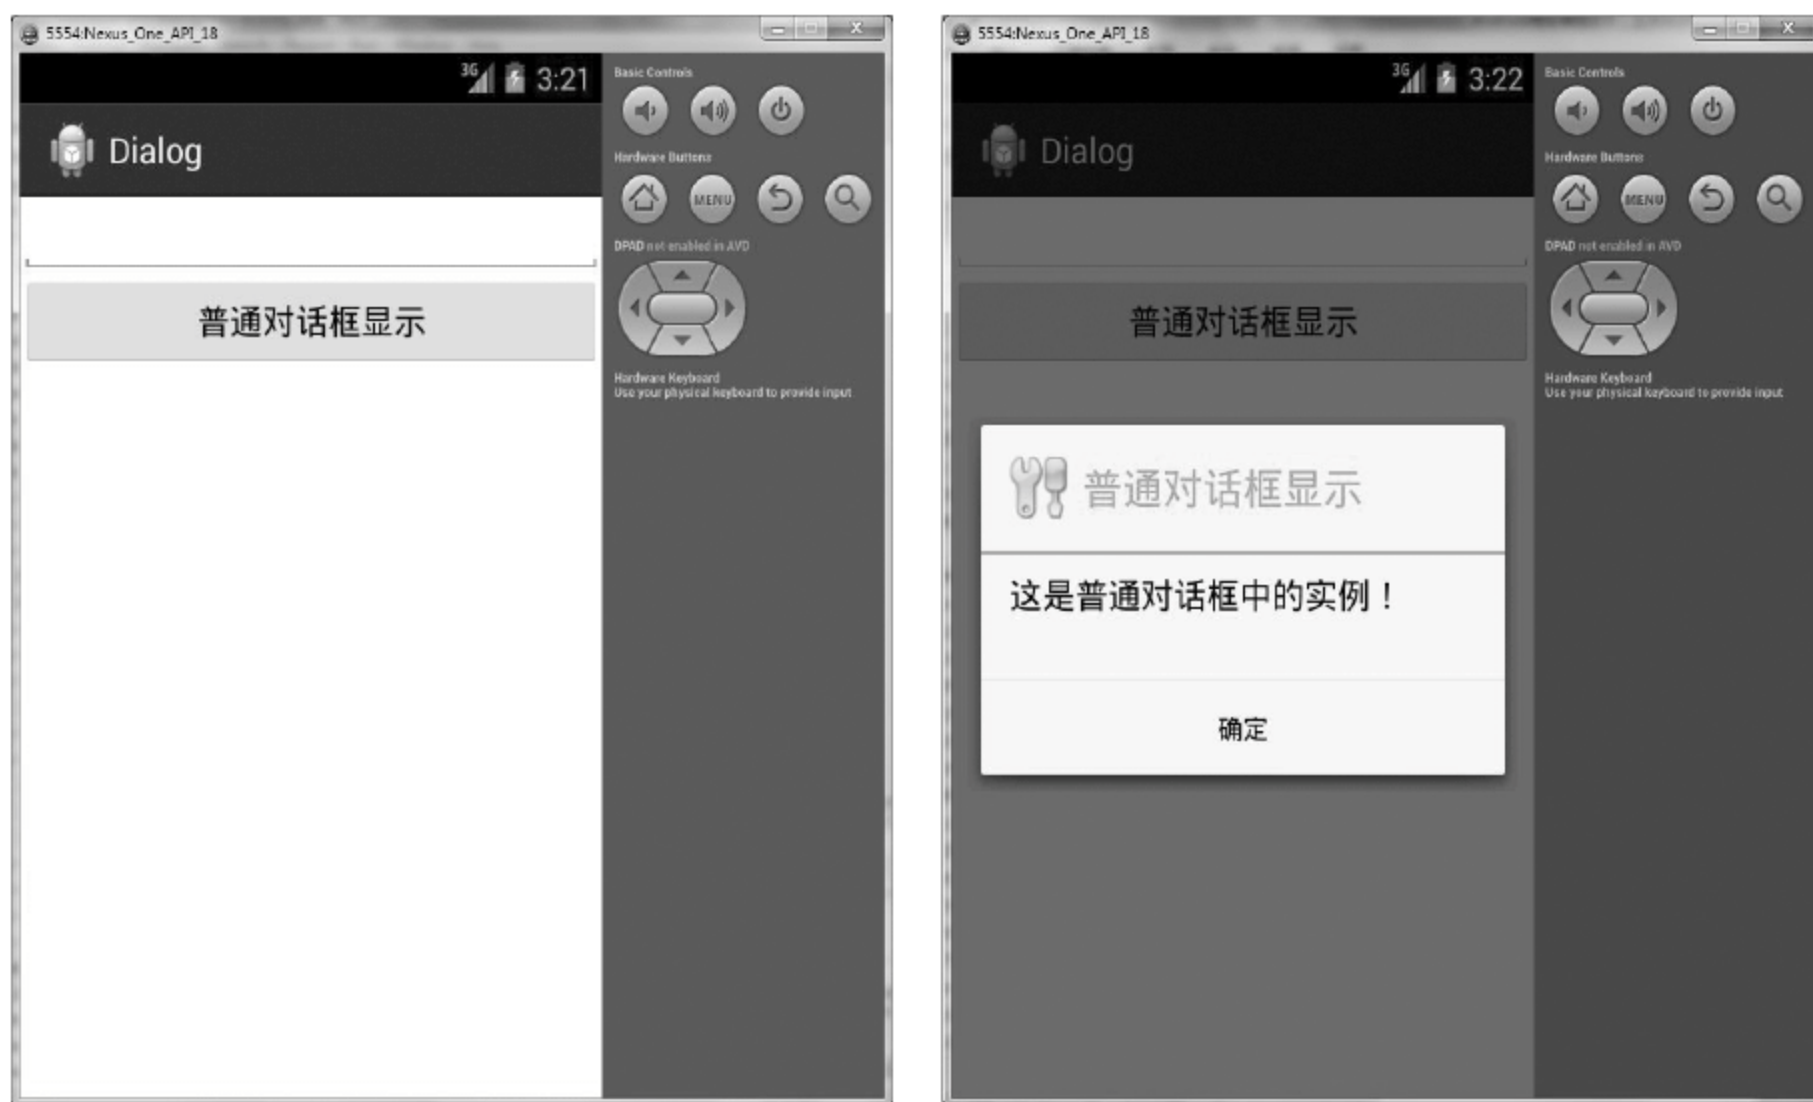 5554:Nexus_One_API_18
3G 3:21
Dialog
普通对话框显示
Basic Controls
Hardware Buttons
MENU
DPAD not enabled in AVD
Hardware Keyboard
Use your physical keyboard to provide input
5554:Nexus_One_API_18
3G 3:22
Dialog
普通对话框显示
普通对话框显示
这是普通对话框中的实例！
确定
Basic Controls
Hardware Buttons
MENU
DPAD not enabled in AVD
Hardware Keyboard
Use your physical keyboard to provide input